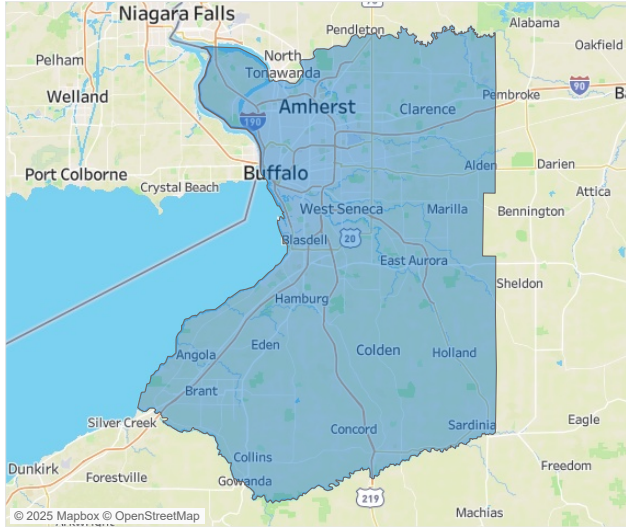 90
Niagara Falls
Alabama
Pendleton
North
Tonawanda
Oakfield
Pelham
Welland
Pembroke
90
Amherst
Clarence
190
Port Colborne
Crystal Beach
Buffalo
Alden
Darien
Attica
West Seneca
Marilla
Bennington
Blasdell
20
East Aurora
Sheldon
Hamburg
Eden
Angola
Colden
Holland
Brant
Silver Creek
Concord
Sardinia
Eagle
Dunkirk
Collins
Freedom
Forestville
Gowanda
219
Machias
© 2025 Mapbox © OpenStreetMap